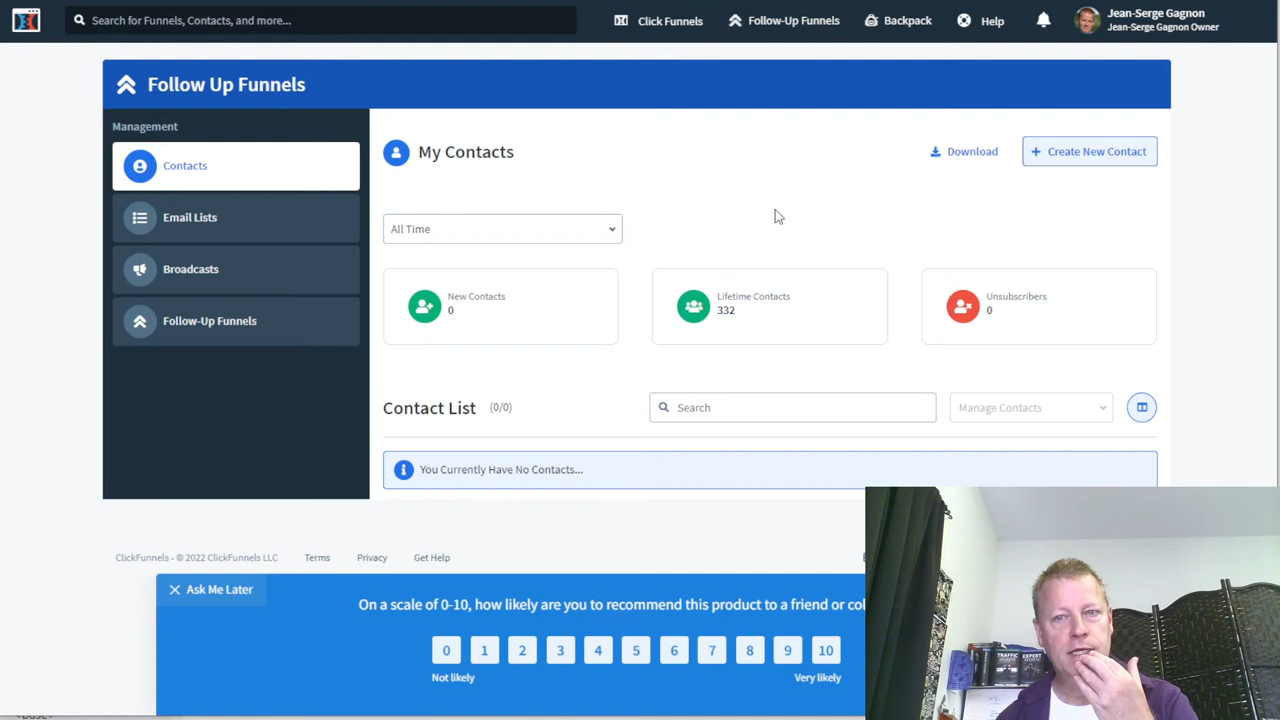 Search for Funnels, Contacts, and more...
Click Funnels
Follow-Up Funnels
Backpack
Help
Jean-Serge Gagnon
Jean-Serge Gagnon Owner
Follow Up Funnels
Management
Contacts
Email Lists
Broadcasts
Follow-Up Funnels
My Contacts
Download
+ Create New Contact
All Time
New Contacts
0
Lifetime Contacts
332
Unsubscribers
0
Contact List (0/0)
Search
Manage Contacts
You Currently Have No Contacts...
ClickFunnels - © 2022 ClickFunnels LLC
Terms
Privacy
Get Help
Ask Me Later
On a scale of 0-10, how likely are you to recommend this product to a friend or col
0 1 2 3 4 5 6 7 8 9 10
Not likely
Very likely
TRAFFIC
EXPERT